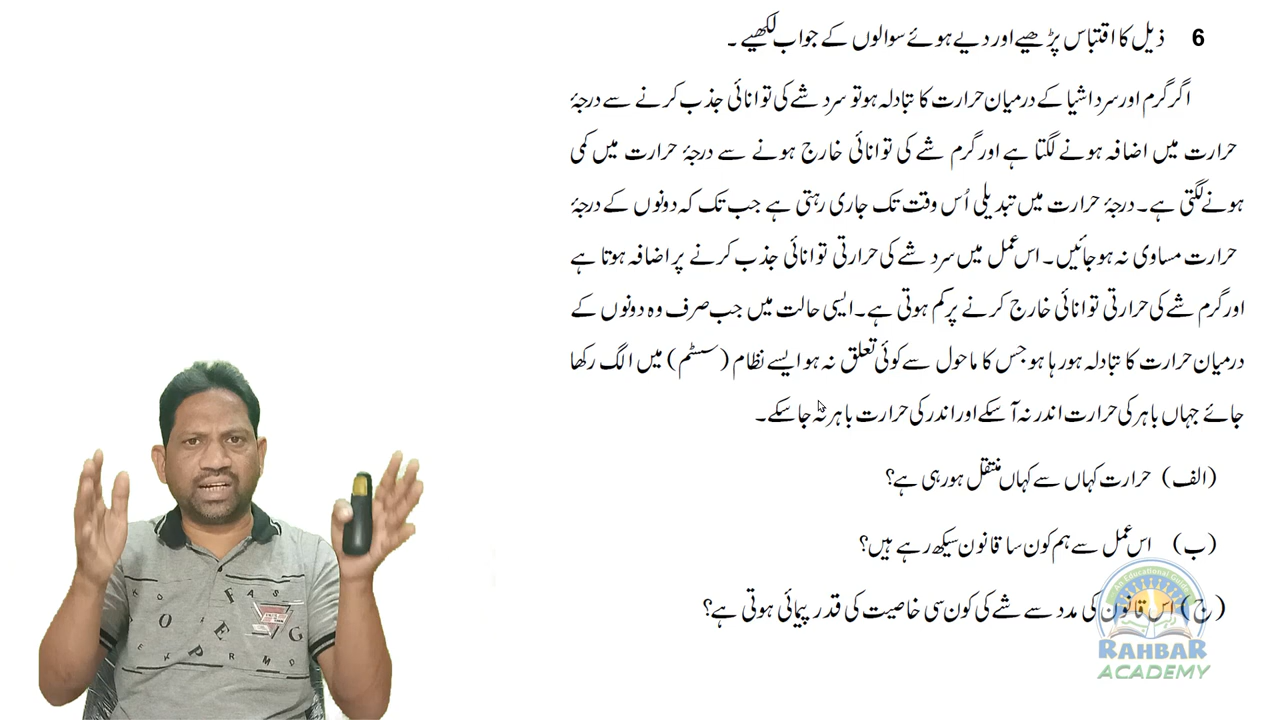 6 ذیل کا اقتباس پڑھیے اور دیے ہوئے سوالوں کے جواب لکھیے ۔
اگر گرم اور سرد اشیا کے درمیان حرارت کا تبادلہ ہو تو سرد شے کی توانائی جذب کرنے سے درجۂ
حرارت میں اضافہ ہونے لگتا ہے اور گرم شے کی توانائی خارج ہونے سے درجۂ حرارت میں کمی
ہونے لگتی ہے۔ درجۂ حرارت میں تبدیلی اُس وقت تک جاری رہتی ہے جب تک کہ دونوں کے درجۂ
حرارت مساوی نہ ہو جائیں۔ اس عمل میں سرد شے کی حرارتی توانائی جذب کرنے پر اضافہ ہوتا ہے
اور گرم شے کی حرارتی توانائی خارج کرنے پر کم ہوتی ہے۔ ایسی حالت میں جب صرف وہ دونوں کے
درمیان حرارت کا تبادلہ ہو رہا ہو جس کا ماحول سے کوئی تعلق نہ ہو ایسے نظام (سسٹم) میں الگ رکھا
جائے جہاں باہر کی حرارت اندر نہ آ سکے اور اندر کی حرارت باہر نہ جا سکے۔
(الف) حرارت کہاں سے کہاں منتقل ہو رہی ہے؟
(ب) اس عمل سے ہم کون سا قانون سیکھ رہے ہیں؟
(ج) اس قانون کی مدد سے شے کی کون سی خاصیت کی قدر پیمائی ہوتی ہے؟
An Educational Guide
RAHBAR
ACADEMY